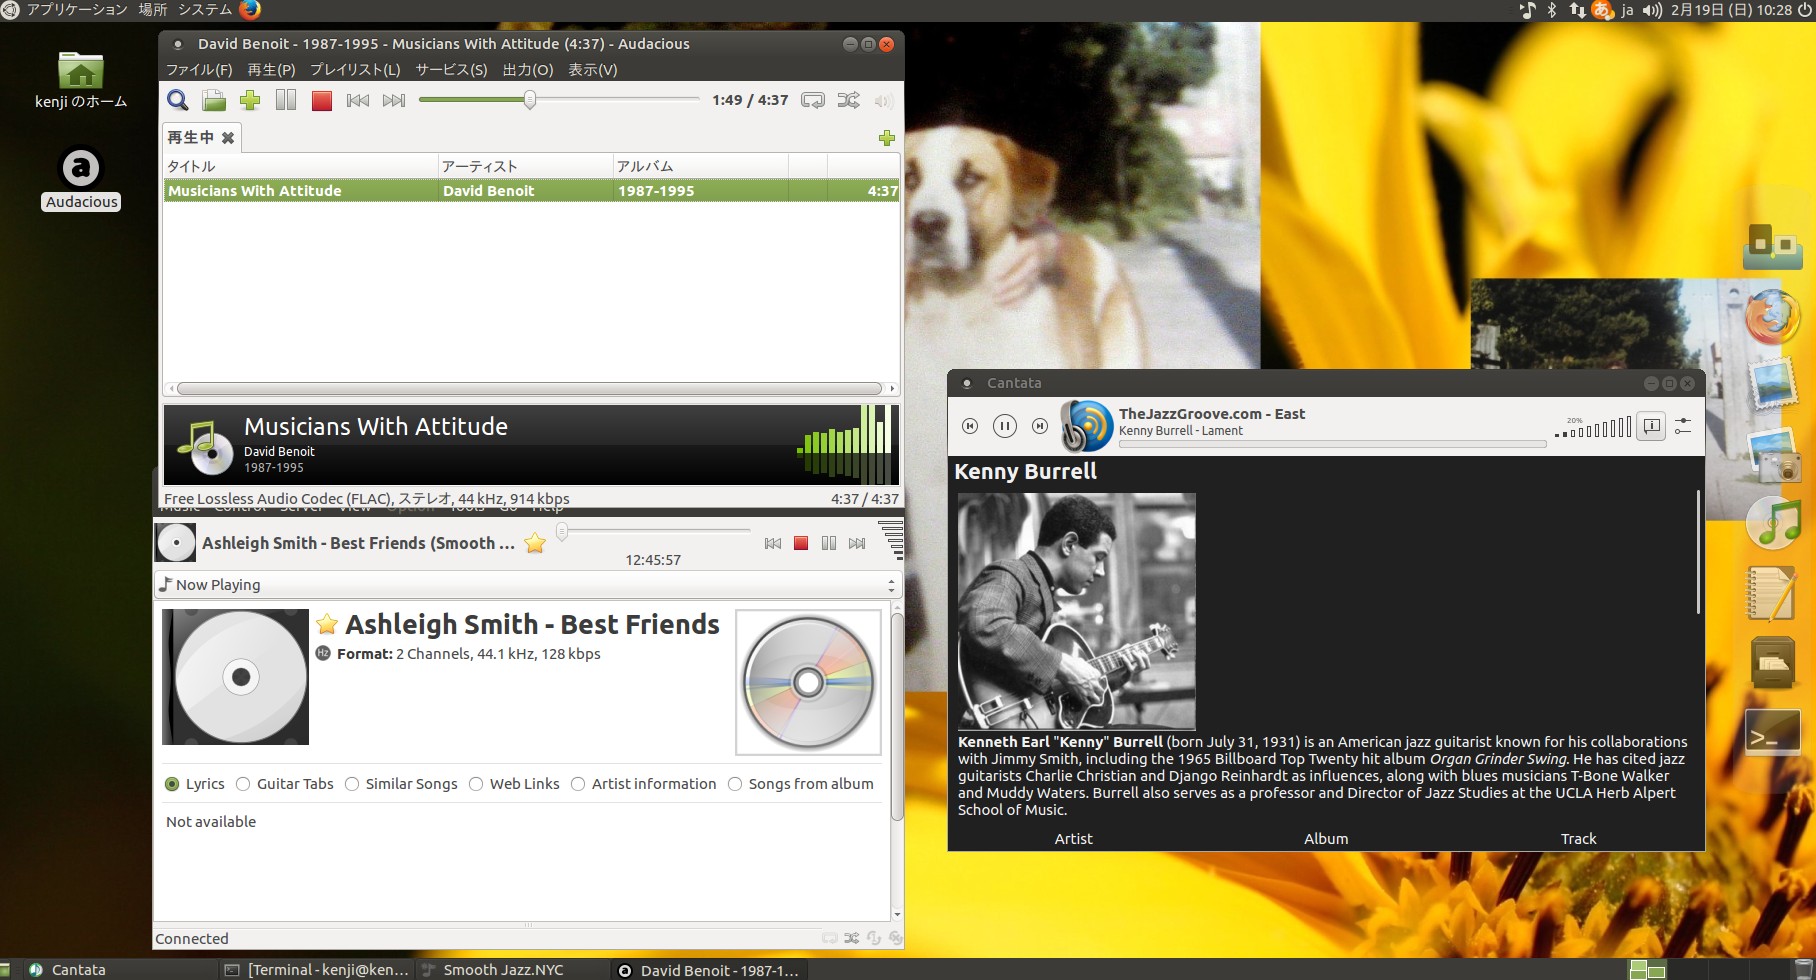 アプリケーション 場所 システム
ja 2月19日 (日) 10:28
kenji のホーム
Audacious
David Benoit - 1987-1995 - Musicians With Attitude (4:37) - Audacious
ファイル(F) 再生(P) プレイリスト(L) サービス(S) 出力(O) 表示(V)
1:49 / 4:37
再生中
タイトル アーティスト アルバム
Musicians With Attitude David Benoit 1987-1995 4:37
Musicians With Attitude
David Benoit
1987-1995
Free Lossless Audio Codec (FLAC), ステレオ, 44 kHz, 914 kbps 4:37 / 4:37
Music Control Server View Option Tools Go Help
Ashleigh Smith - Best Friends (Smooth ...
12:45:57
Now Playing
Ashleigh Smith - Best Friends
Hz Format: 2 Channels, 44.1 kHz, 128 kbps
Lyrics Guitar Tabs Similar Songs Web Links Artist information Songs from album
Not available
Connected
Cantata
TheJazzGroove.com - East
Kenny Burrell - Lament
20%
Kenny Burrell
Kenneth Earl "Kenny" Burrell (born July 31, 1931) is an American jazz guitarist known for his collaborations
with Jimmy Smith, including the 1965 Billboard Top Twenty hit album Organ Grinder Swing. He has cited jazz
guitarists Charlie Christian and Django Reinhardt as influences, along with blues musicians T-Bone Walker
and Muddy Waters. Burrell also serves as a professor and Director of Jazz Studies at the UCLA Herb Alpert
School of Music.
Artist Album Track
Cantata [Terminal - kenji@ken... Smooth Jazz.NYC David Benoit - 1987-1...